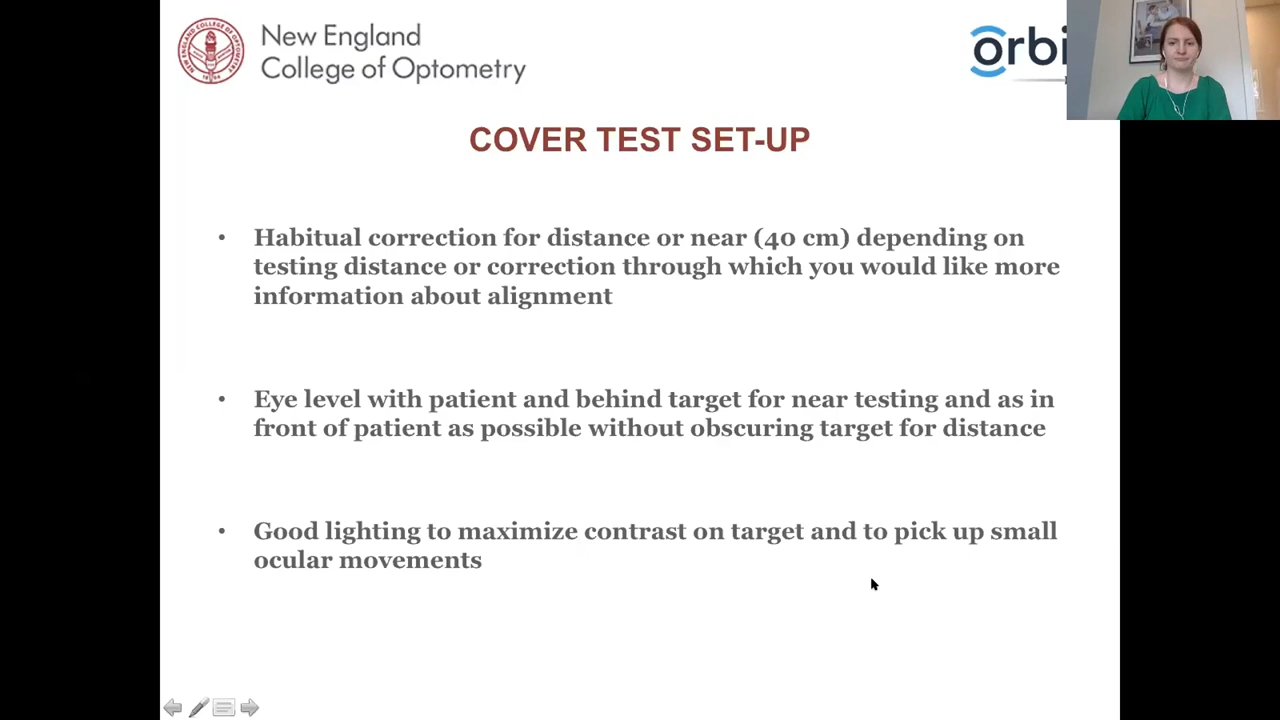 New England
College of Optometry
orbi
COVER TEST SET-UP
• Habitual correction for distance or near (40 cm) depending on
testing distance or correction through which you would like more
information about alignment
• Eye level with patient and behind target for near testing and as in
front of patient as possible without obscuring target for distance
• Good lighting to maximize contrast on target and to pick up small
ocular movements